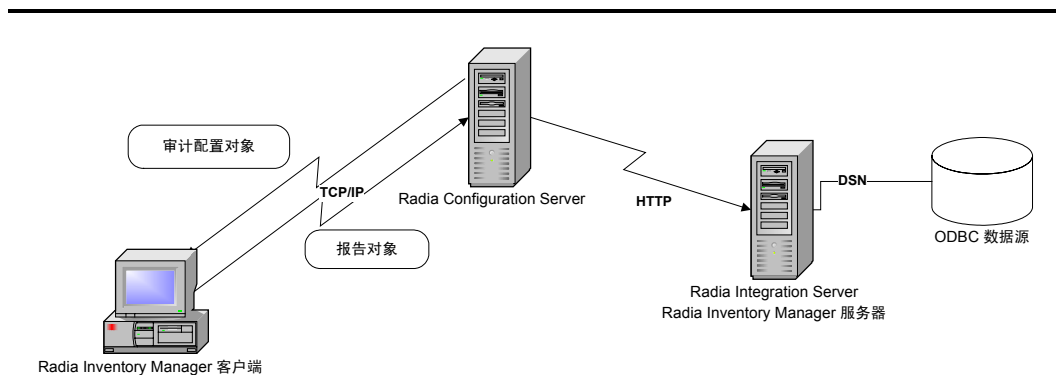 审计配置对象
TCP/IP
报告对象
Radia Configuration Server
HTTP
DSN
ODBC 数据源
Radia Integration Server
Radia Inventory Manager 服务器
Radia Inventory Manager 客户端